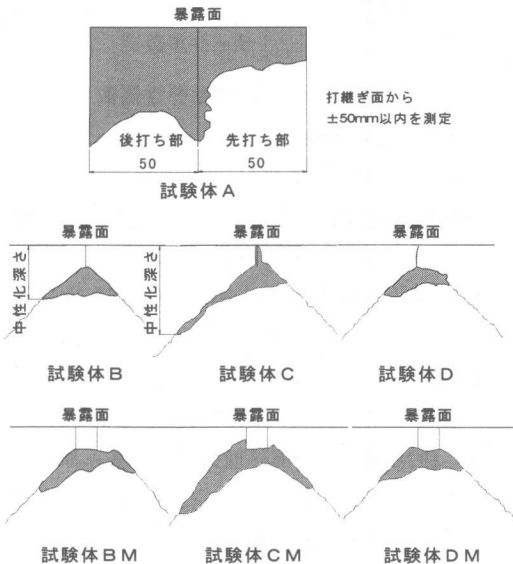 暴露面
後打ち部 先打ち部
50 50
打継ぎ面から
±50mm以内を測定
試験体A
暴露面 暴露面 暴露面
中性化深さ 中性化深さ
試験体B 試験体C 試験体D
暴露面 暴露面 暴露面
試験体BM 試験体CM 試験体DM